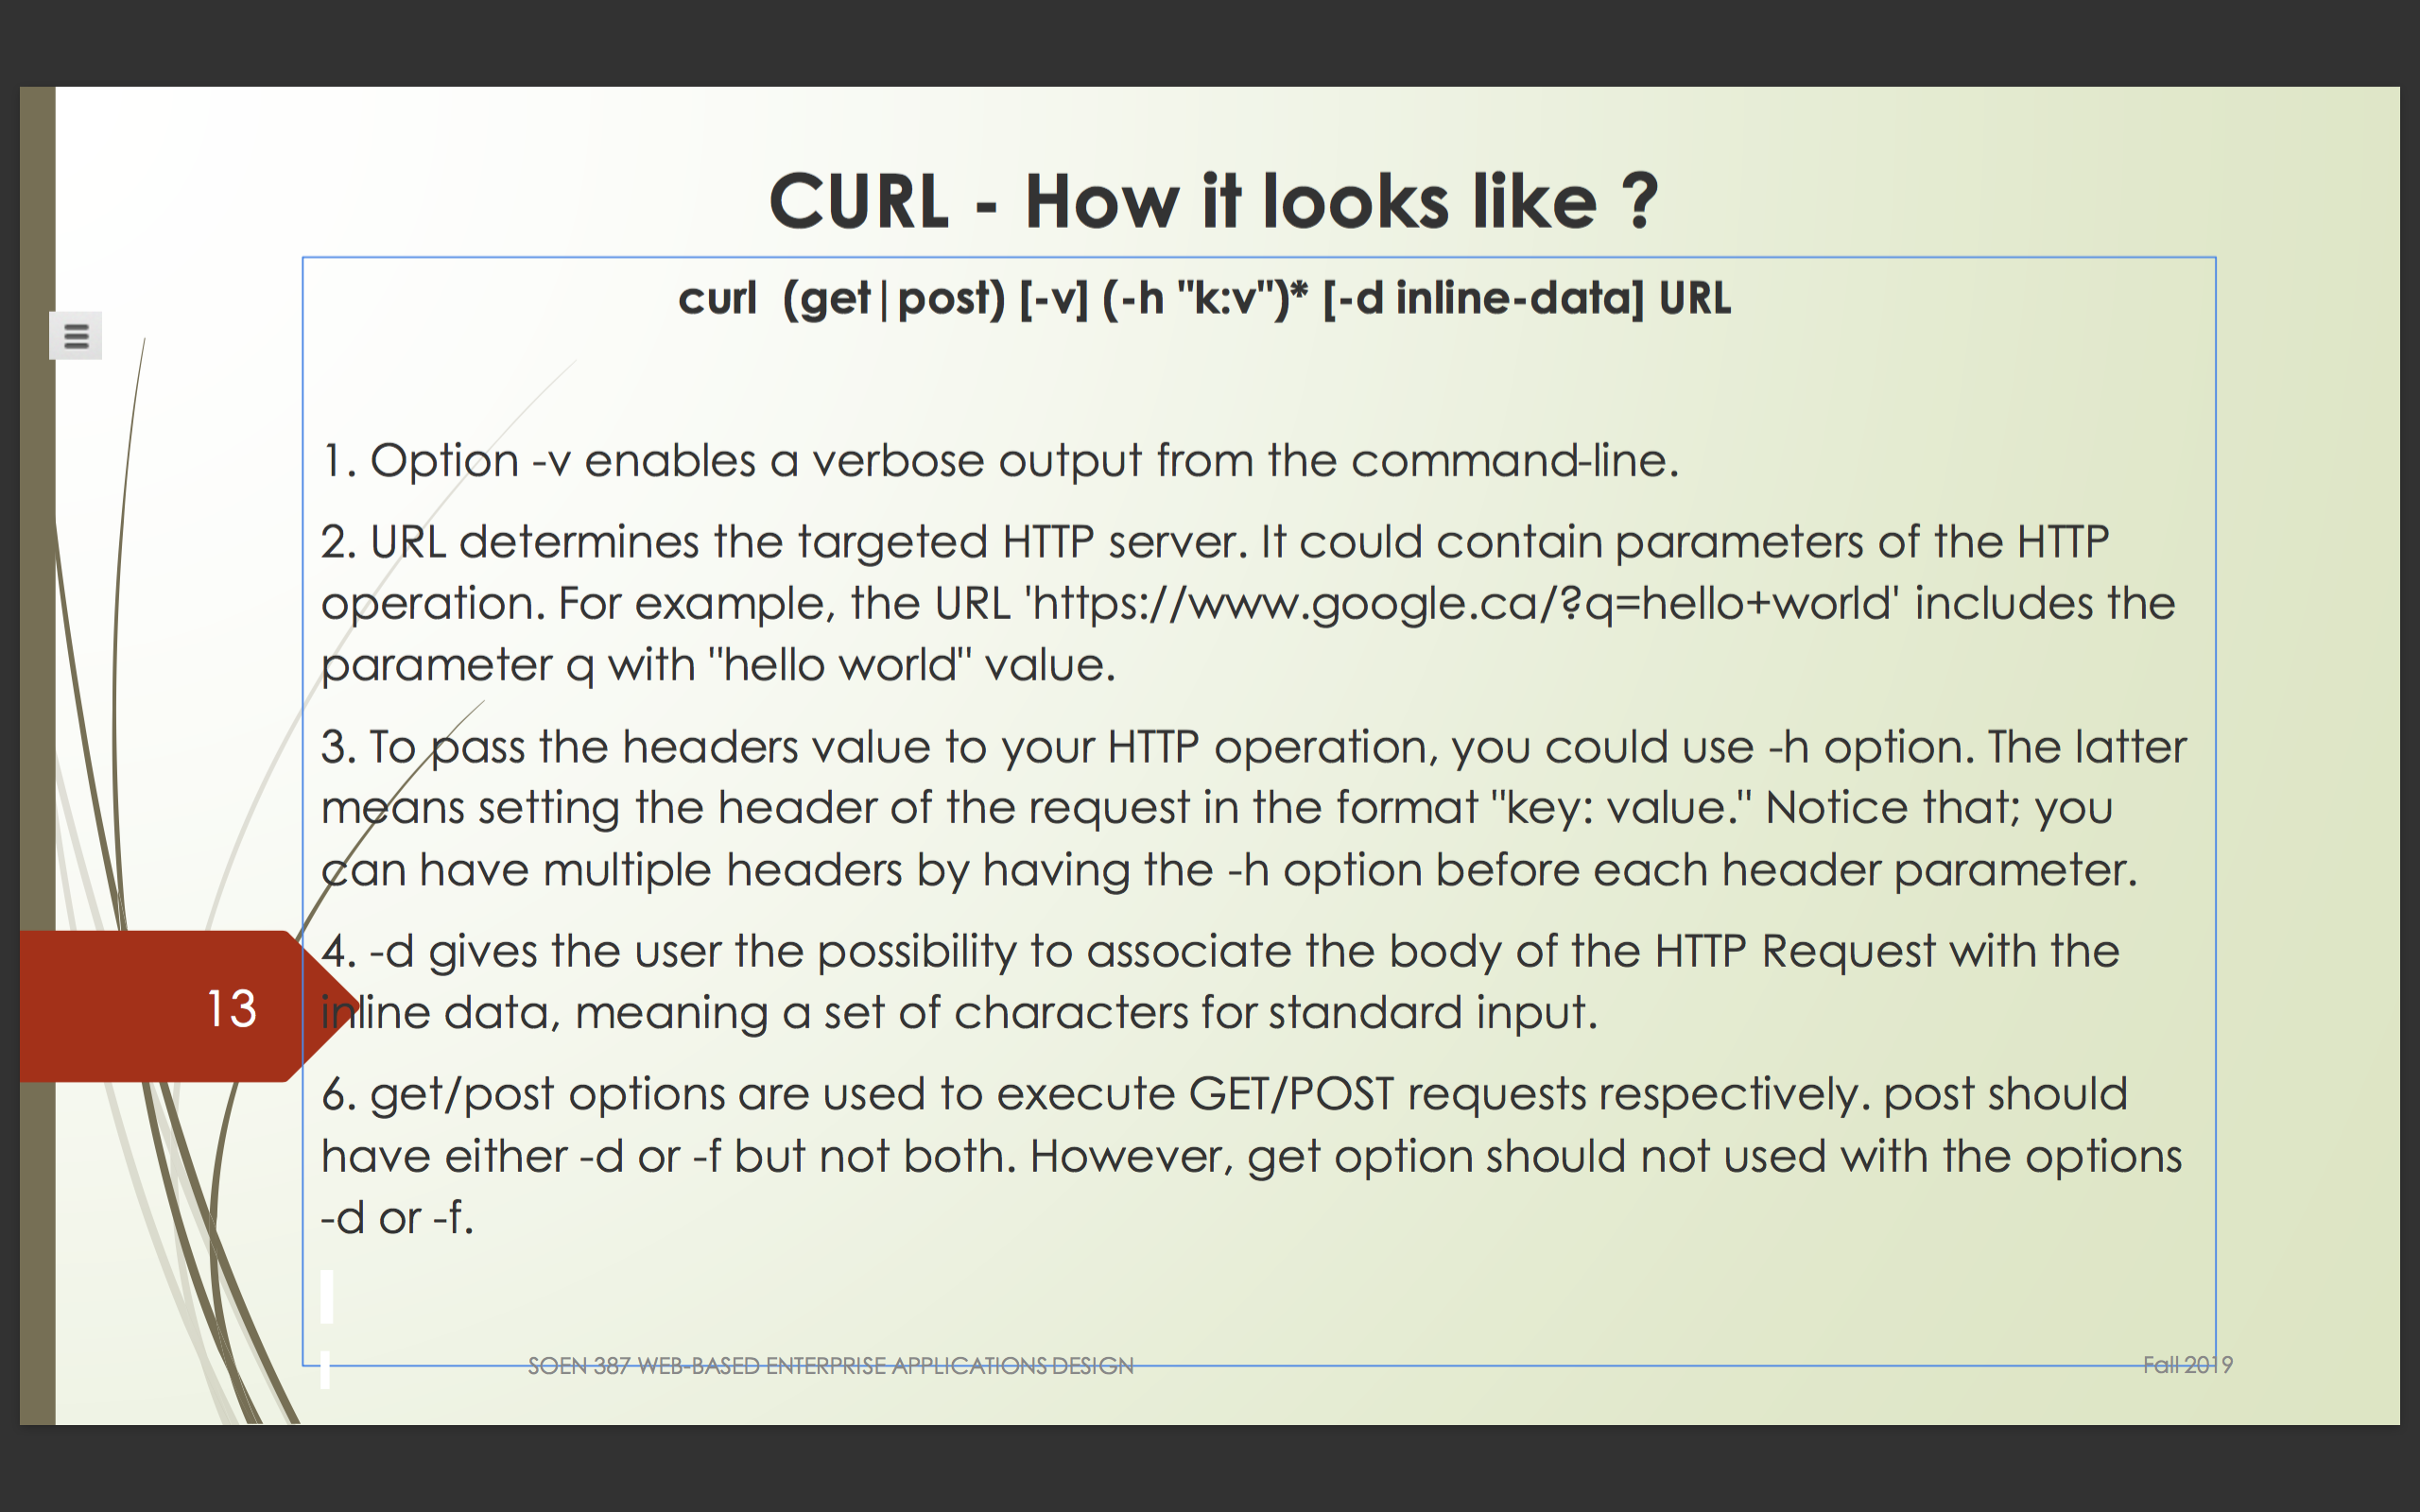 CURL - How it looks like ?
curl (get|post) [-v] (-h "k:v")* [-d inline-data] URL
1. Option -v enables a verbose output from the command-line.
2. URL determines the targeted HTTP server. It could contain parameters of the HTTP
operation. For example, the URL 'https://www.google.ca/?q=hello+world' includes the
parameter q with "hello world" value.
3. To pass the headers value to your HTTP operation, you could use -h option. The latter
means setting the header of the request in the format "key: value." Notice that; you
can have multiple headers by having the -h option before each header parameter.
4. -d gives the user the possibility to associate the body of the HTTP Request with the
inline data, meaning a set of characters for standard input.
6. get/post options are used to execute GET/POST requests respectively. post should
have either -d or -f but not both. However, get option should not used with the options
-d or -f.
13
SOEN 387 WEB-BASED ENTERPRISE APPLICATIONS DESIGN
Fall 2019